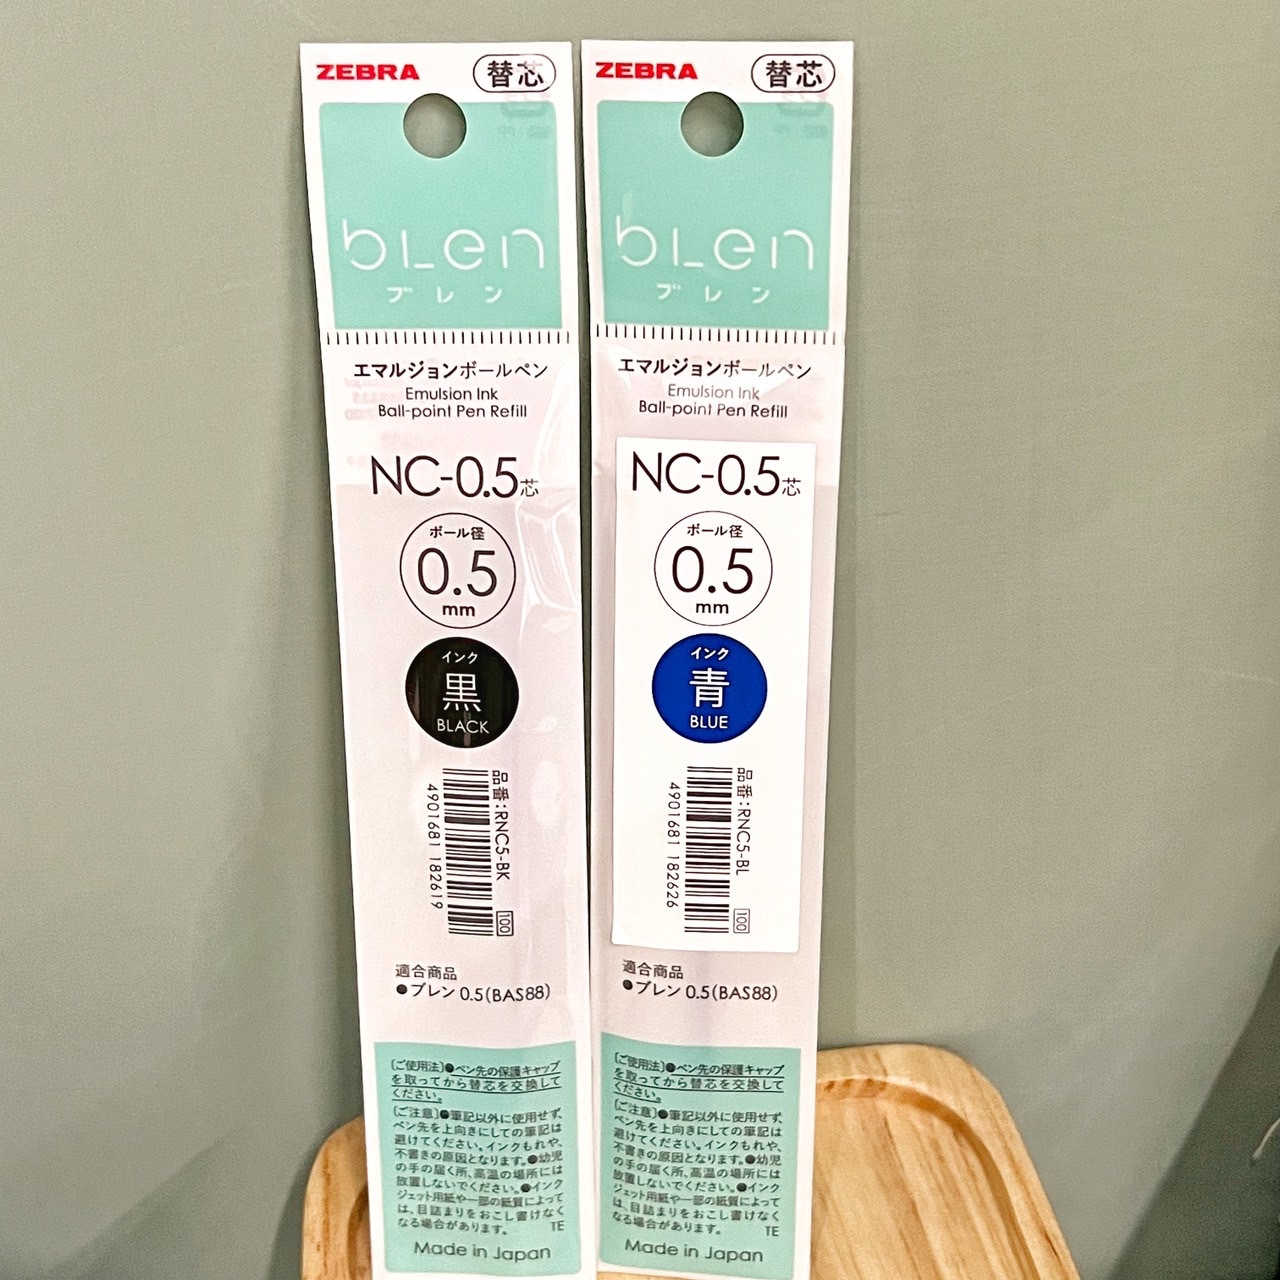 ZEBRA
替芯
bLen
ブレン
エマルジョンボールペン
Emulsion Ink
Ball-point Pen Refill
NC-0.5芯
ボール径
0.5
mm
インク
黒
BLACK
品番:RNC5-BK
4901681 182619
100
適合商品
●ブレン 0.5(BAS88)
〔ご使用法〕●ペン先の保護キャップ
を取ってから替芯を交換して
ください。
〔ご注意〕●筆記以外に使用せず、
ペン先を上向きにしての筆記は
避けてください。インクもれや、
不書きの原因となります。●幼児
の手の届く所、高温の場所には
放置しないでください。●インク
ジェット用紙や一部の紙質によって
は、目詰まりをおこし書けなく
なる場合があります。
TE
Made in Japan
ZEBRA
替芯
bLen
ブレン
エマルジョンボールペン
Emulsion Ink
Ball-point Pen Refill
NC-0.5芯
ボール径
0.5
mm
インク
青
BLUE
品番:RNC5-BL
4901681 182626
100
適合商品
●ブレン 0.5(BAS88)
〔ご使用法〕●ペン先の保護キャップ
を取ってから替芯を交換して
ください。
〔ご注意〕●筆記以外に使用せず、
ペン先を上向きにしての筆記は
避けてください。インクもれや、
不書きの原因となります。●幼児
の手の届く所、高温の場所には
放置しないでください。●インク
ジェット用紙や一部の紙質によって
は、目詰まりをおこし書けなく
なる場合があります。
TE
Made in Japan